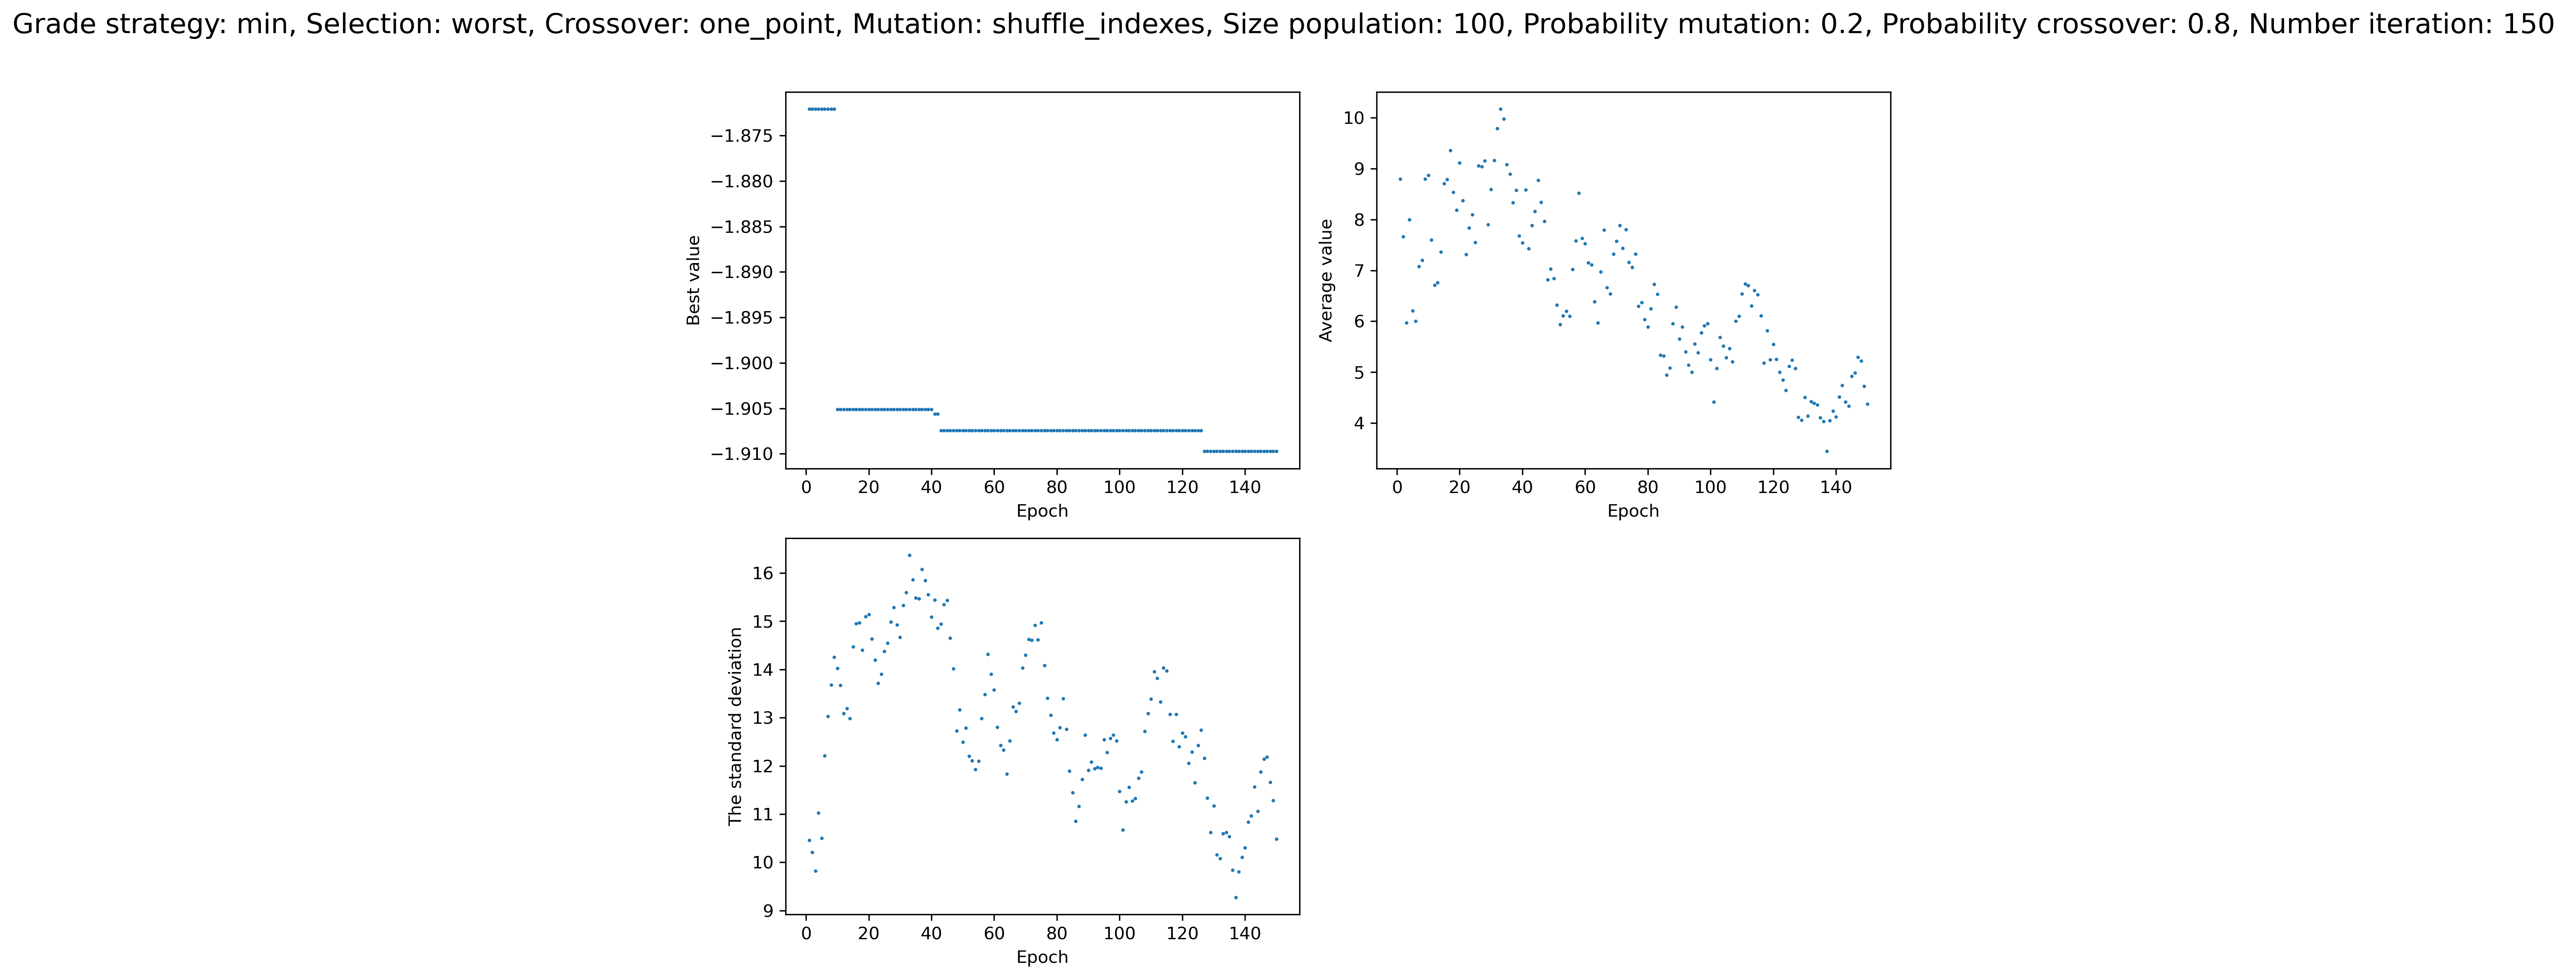 Grade strategy: min, Selection: worst, Crossover: one_point, Mutation: shuffle_indexes, Size population: 100, Probability mutation: 0.2, Probability crossover: 0.8, Number iteration: 150
−1.875
−1.880
−1.885
−1.890
−1.895
−1.900
−1.905
−1.910
Best value
0 20 40 60 80 100 120 140
Epoch
10
9
8
7
6
5
4
Average value
0 20 40 60 80 100 120 140
Epoch
16
15
14
13
12
11
10
9
The standard deviation
0 20 40 60 80 100 120 140
Epoch